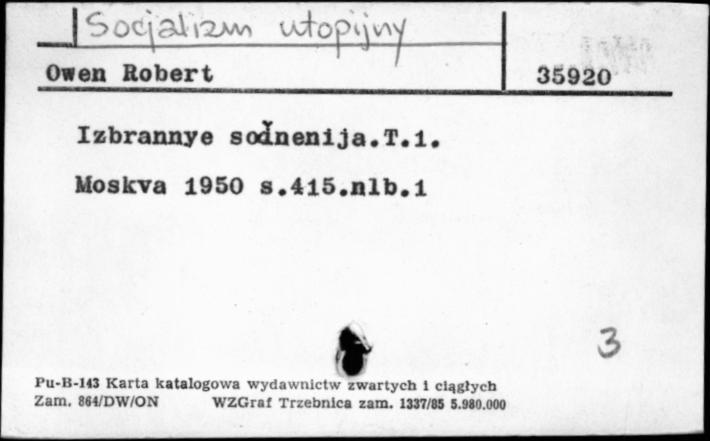 Socjalizm utopijny
Owen Robert 35920
Izbrannye sočinenija.T.1.
Moskva 1950 s.415.nlb.1
3
Pu-B-143 Karta katalogowa wydawnictw zwartych i ciągłych
Zam. 864/DW/ON WZGraf Trzebnica zam. 1337/85 5.980.000